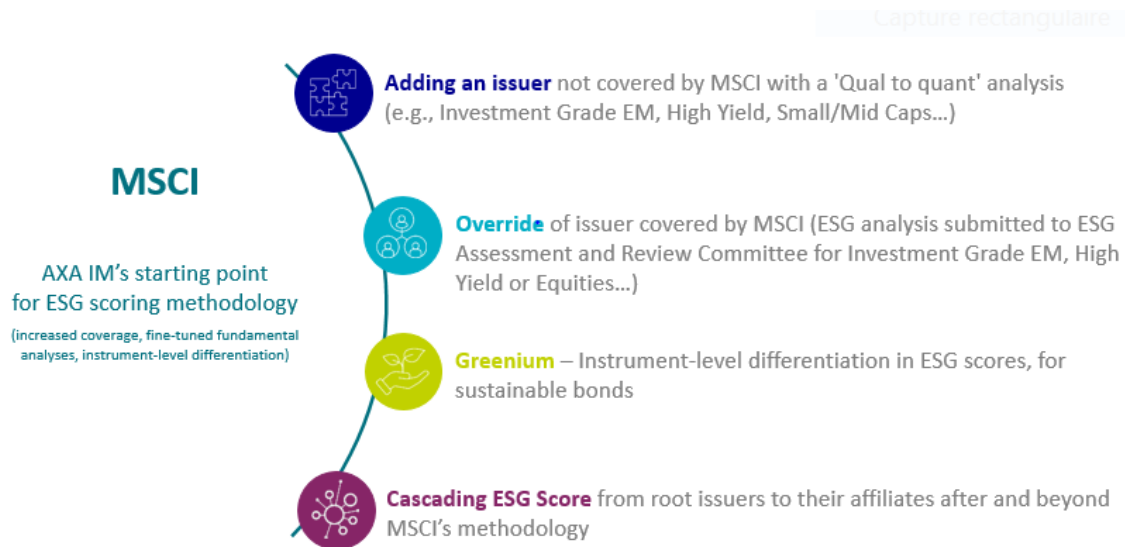 Capture rectangulaire
Adding an issuer not covered by MSCI with a 'Qual to quant' analysis
(e.g., Investment Grade EM, High Yield, Small/Mid Caps...)
MSCI
AXA IM's starting point
for ESG scoring methodology
(increased coverage, fine-tuned fundamental
analyses, instrument-level differentiation)
Override of issuer covered by MSCI (ESG analysis submitted to ESG
Assessment and Review Committee for Investment Grade EM, High
Yield or Equities...)
Greenium – Instrument-level differentiation in ESG scores, for
sustainable bonds
Cascading ESG Score from root issuers to their affiliates after and beyond
MSCI's methodology